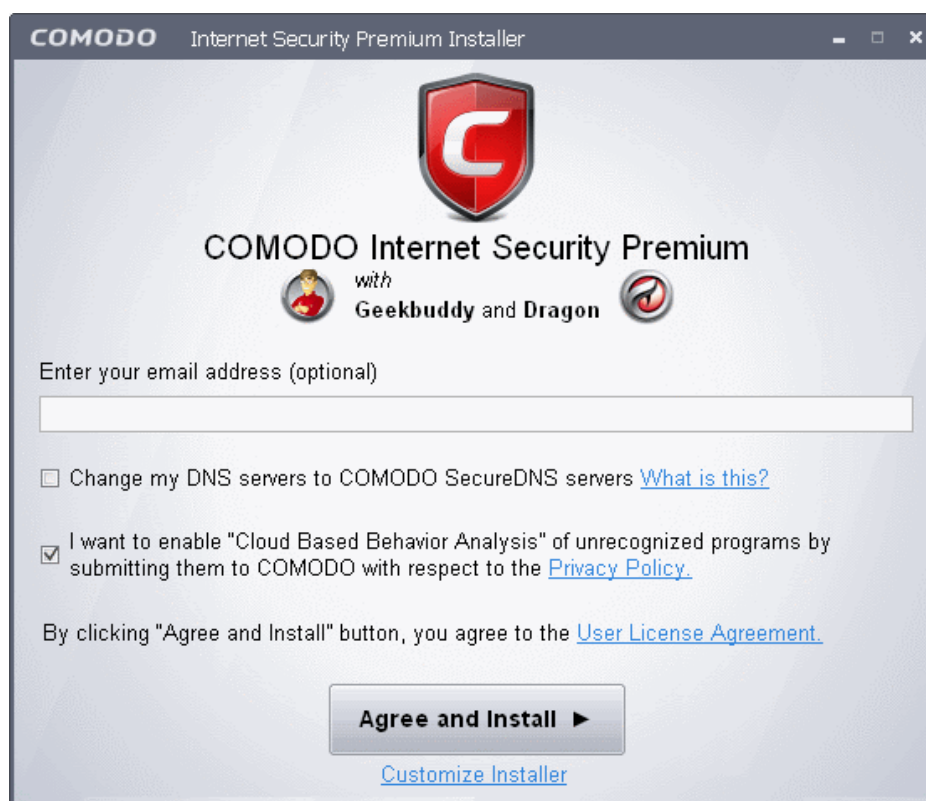 COMODO Internet Security Premium Installer
COMODO Internet Security Premium
with
Geekbuddy and Dragon
Enter your email address (optional)
Change my DNS servers to COMODO SecureDNS servers What is this?
I want to enable "Cloud Based Behavior Analysis" of unrecognized programs by
submitting them to COMODO with respect to the Privacy Policy.
By clicking "Agree and Install" button, you agree to the User License Agreement.
Agree and Install
Customize Installer